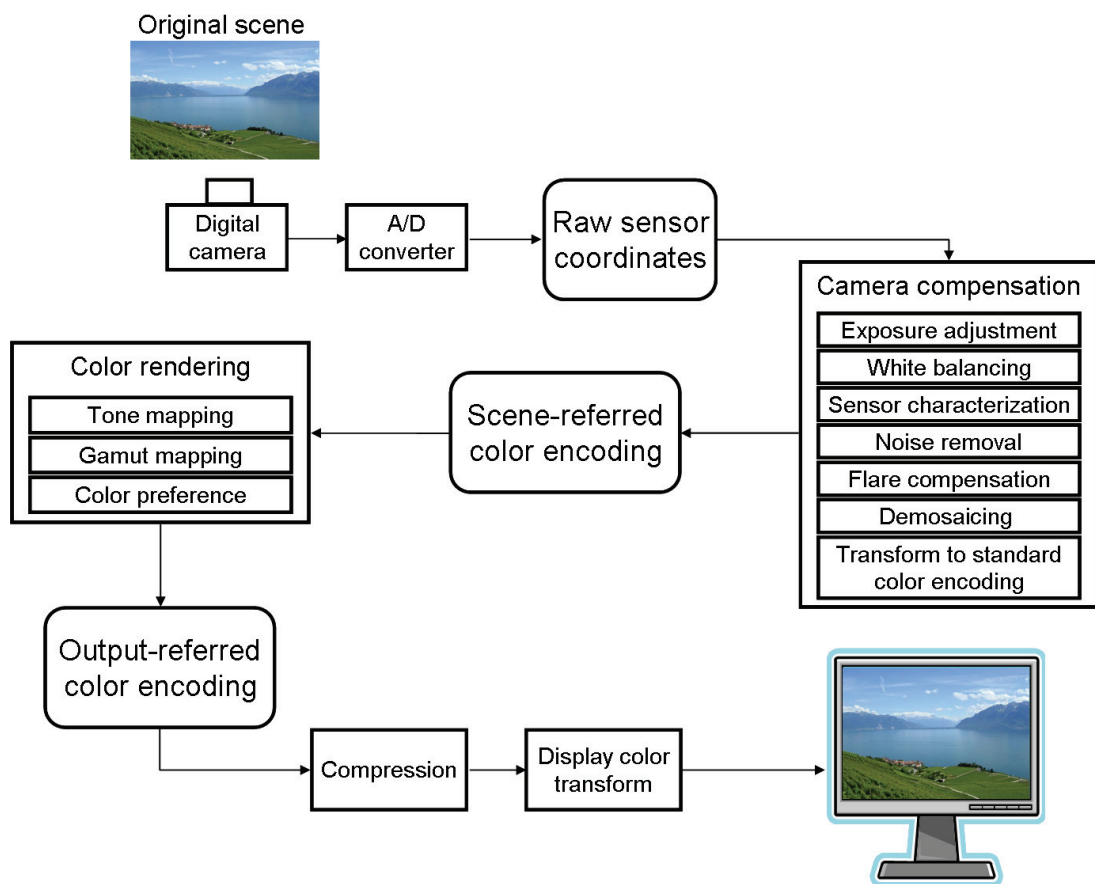 Original scene
Digital
camera
A/D
converter
Raw sensor
coordinates
Camera compensation
Exposure adjustment
White balancing
Sensor characterization
Noise removal
Flare compensation
Demosaicing
Transform to standard
color encoding
Scene-referred
color encoding
Color rendering
Tone mapping
Gamut mapping
Color preference
Output-referred
color encoding
Compression
Display color
transform